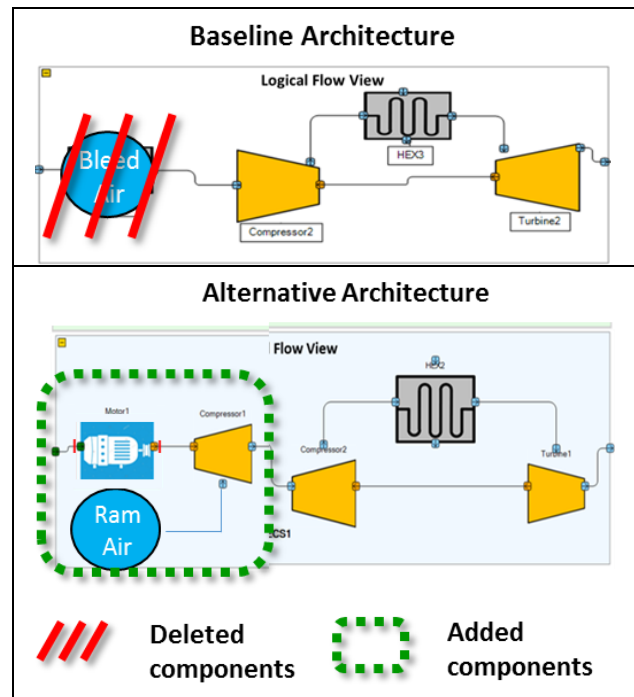 Baseline Architecture
Logical Flow View
Bleed
Air
HEX3
Compressor2
Turbine2
Alternative Architecture
Flow View
HEX2
Motor1
Compressor1
Compressor2
Turbine1
Ram
Air
ECS1
Deleted
components
Added
components